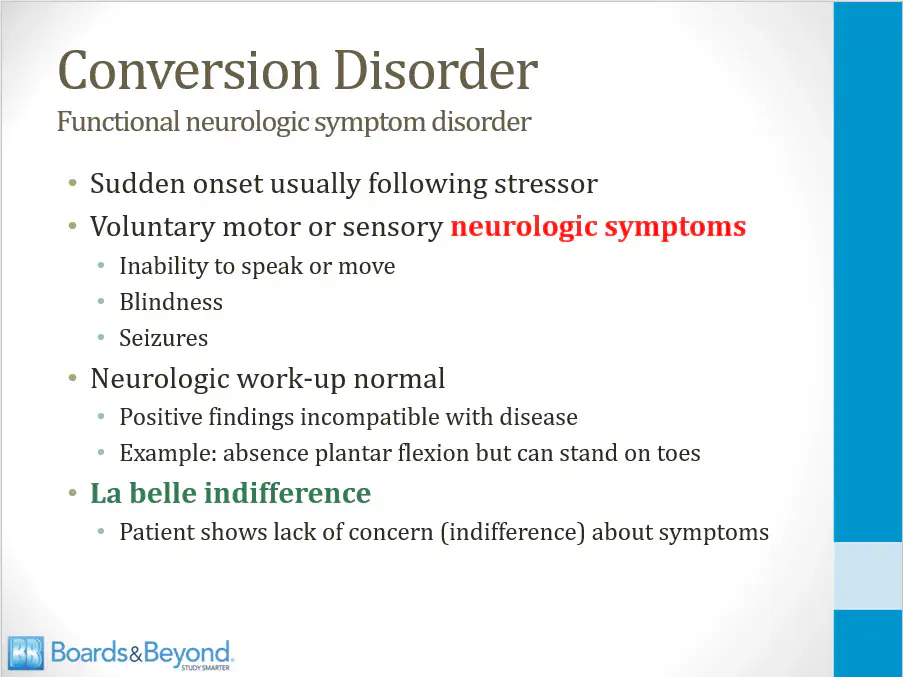 Conversion Disorder
Functional neurologic symptom disorder
• Sudden onset usually following stressor
• Voluntary motor or sensory neurologic symptoms
• Inability to speak or move
• Blindness
• Seizures
• Neurologic work-up normal
• Positive findings incompatible with disease
• Example: absence plantar flexion but can stand on toes
• La belle indifference
• Patient shows lack of concern (indifference) about symptoms
BB Boards&Beyond.
STUDY SMARTER